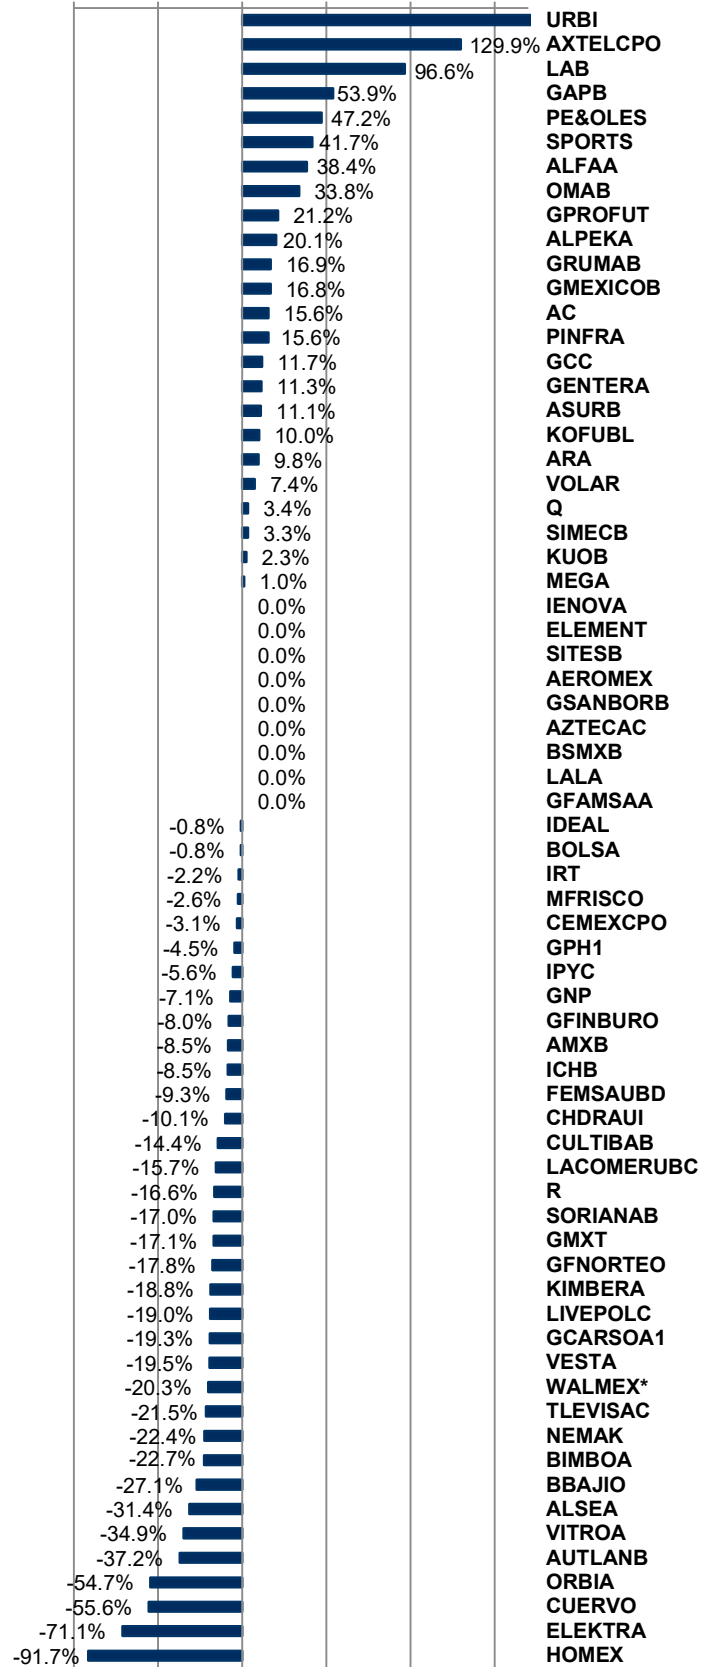 URBI
129.9% AXTELCPO
96.6% LAB
53.9% GAPB
47.2% PE&OLES
41.7% SPORTS
38.4% ALFAA
33.8% OMAB
21.2% GPROFUT
20.1% ALPEKA
16.9% GRUMAB
16.8% GMEXICOB
15.6% AC
15.6% PINFRA
11.7% GCC
11.3% GENTERA
11.1% ASURB
10.0% KOFUBL
9.8% ARA
7.4% VOLAR
3.4% Q
3.3% SIMECB
2.3% KUOB
1.0% MEGA
0.0% IENOVA
0.0% ELEMENT
0.0% SITESB
0.0% AEROMEX
0.0% GSANBORB
0.0% AZTECAC
0.0% BSMXB
0.0% LALA
0.0% GFAMSAA
-0.8% IDEAL
-0.8% BOLSA
-2.2% IRT
-2.6% MFRISCO
-3.1% CEMEXCPO
-4.5% GPH1
-5.6% IPYC
-7.1% GNP
-8.0% GFINBURO
-8.5% AMXB
-8.5% ICHB
-9.3% FEMSAUBD
-10.1% CHDRAUI
-14.4% CULTIBAB
-15.7% LACOMERUBC
-16.6% R
-17.0% SORIANAB
-17.1% GMXT
-17.8% GFNORTEO
-18.8% KIMBERA
-19.0% LIVEPOLC
-19.3% GCARSOA1
-19.5% VESTA
-20.3% WALMEX*
-21.5% TLEVISAC
-22.4% NEMAK
-22.7% BIMBOA
-27.1% BBAJIO
-31.4% ALSEA
-34.9% VITROA
-37.2% AUTLANB
-54.7% ORBIA
-55.6% CUERVO
-71.1% ELEKTRA
-91.7% HOMEX